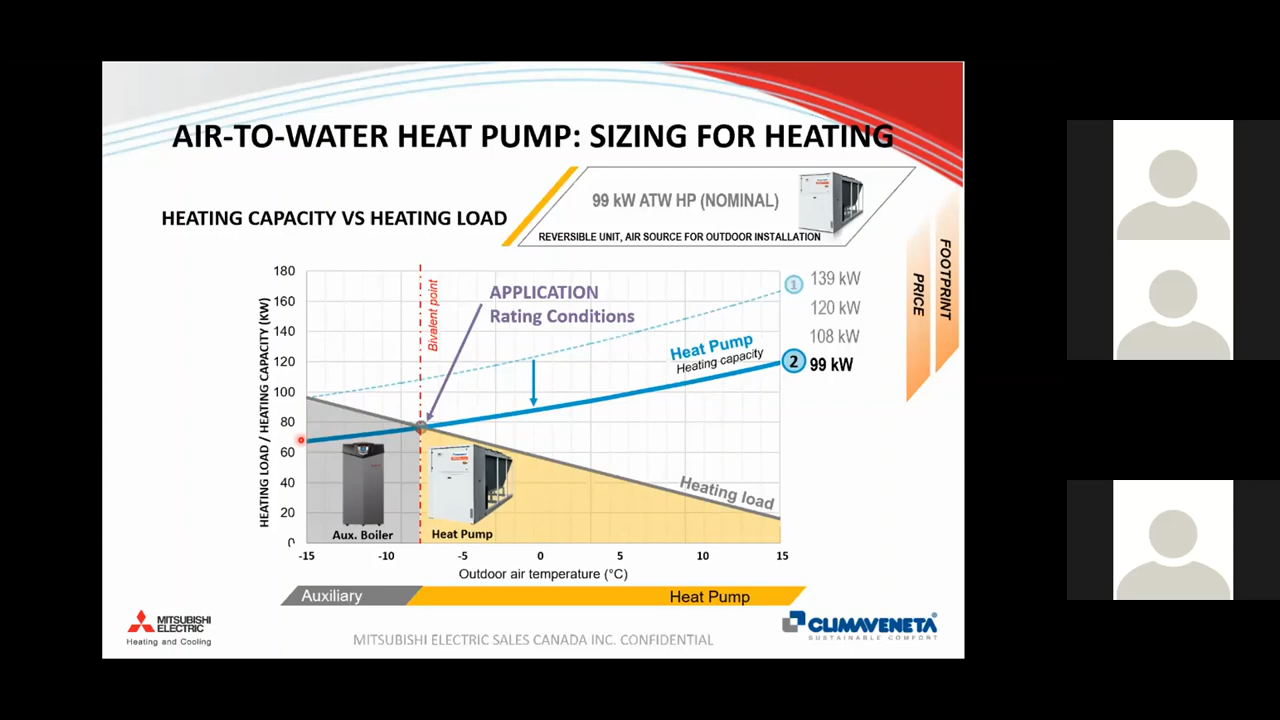 AIR-TO-WATER HEAT PUMP: SIZING FOR HEATING
99 kW ATW HP (NOMINAL)
HEATING CAPACITY VS HEATING LOAD
REVERSIBLE UNIT, AIR SOURCE FOR OUTDOOR INSTALLATION
FOOTPRINT
PRICE
HEATING LOAD / HEATING CAPACITY (KW)
180
160
140
120
100
80
60
40
20
0
Bivalent point
APPLICATION
Rating Conditions
1
139 kW
120 kW
108 kW
2
99 kW
Heat Pump
Heating capacity
Heating load
Aux. Boiler
Heat Pump
-15
-10
-5
0
5
10
15
Outdoor air temperature (°C)
Auxiliary
Heat Pump
MITSUBISHI
ELECTRIC
Heating and Cooling
MITSUBISHI ELECTRIC SALES CANADA INC. CONFIDENTIAL
CLIMAVENETA
SUSTAINABLE COMFORT